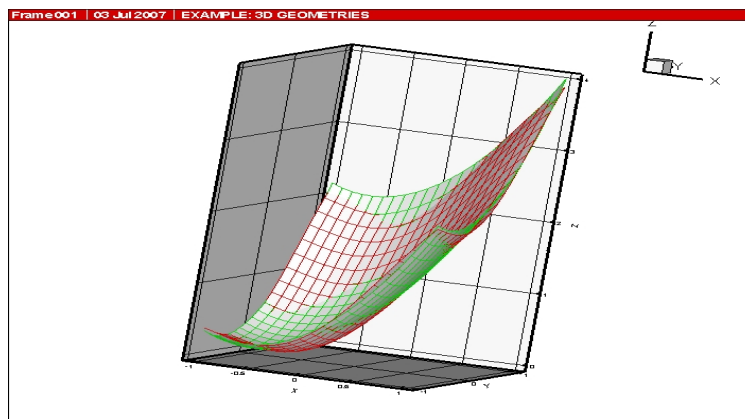 Frame 001 | 03 Jul 2007 | EXAMPLE: 3D GEOMETRIES
Z
Y
X
4
3
2
Z
1
0
-1
-0.5
0
0.5
1
X
-1
0
Y
1